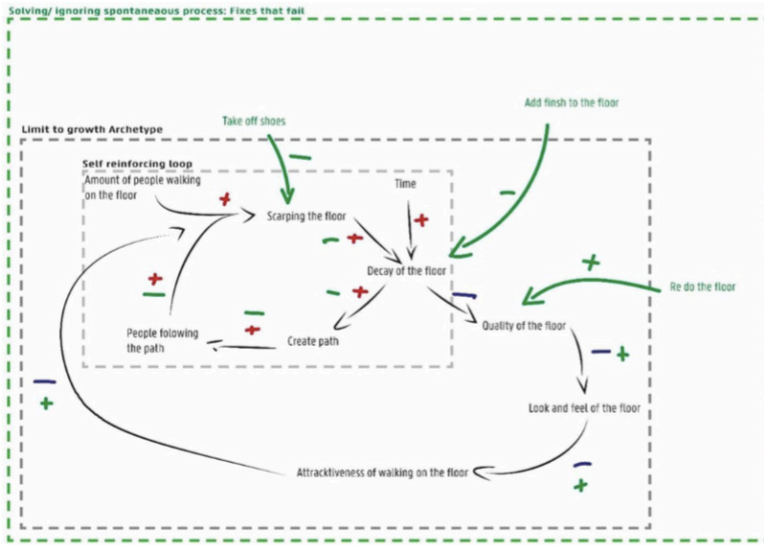 Solving/ ignoring spontaneaous process: Fixes that fail
Add finsh to the floor
Take off shoes
Limit to growth Archetype
Self reinforcing loop
Amount of people walking
on the floor
Time
+
−
−
+
Scarping the floor
− +
Decay of the floor
+
Re do the floor
+
−
− +
−
Quality of the floor
−
+
People folowing
the path
Create path
− +
Look and feel of the floor
−
+
Attracktiveness of walking on the floor
−
+